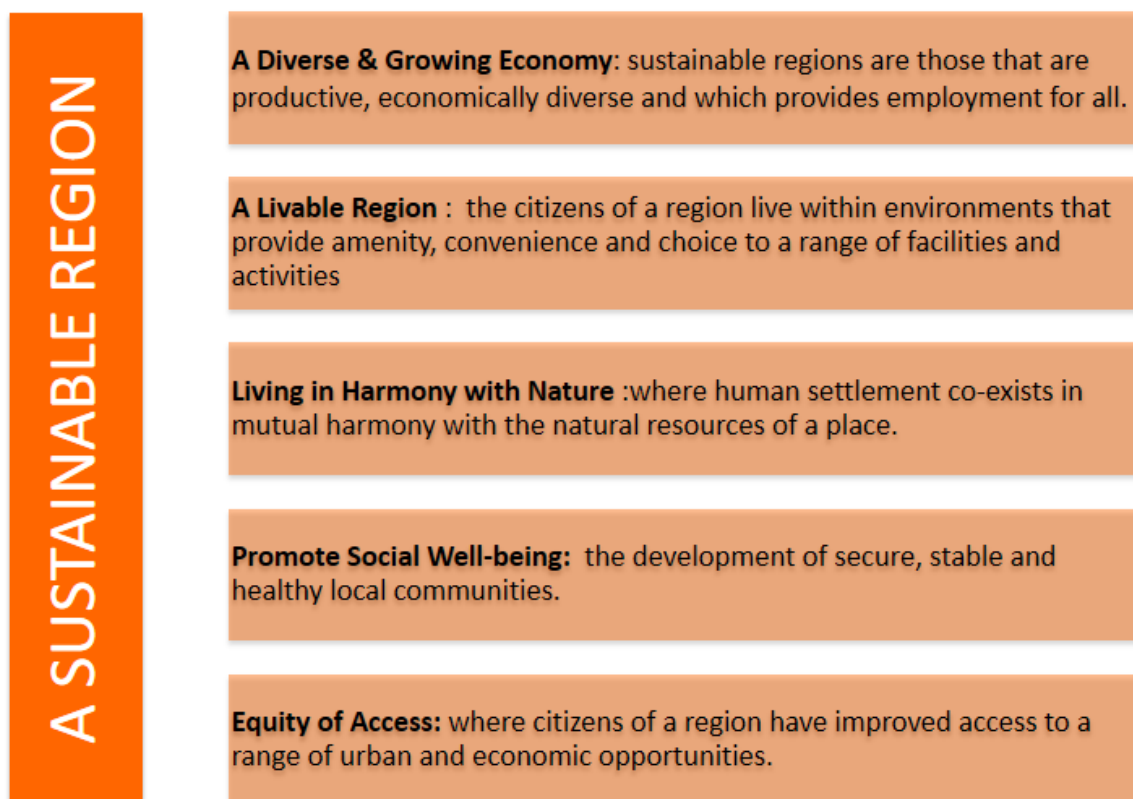 A SUSTAINABLE REGION
A Diverse & Growing Economy: sustainable regions are those that are
productive, economically diverse and which provides employment for all.
A Livable Region : the citizens of a region live within environments that
provide amenity, convenience and choice to a range of facilities and
activities
Living in Harmony with Nature :where human settlement co-exists in
mutual harmony with the natural resources of a place.
Promote Social Well-being: the development of secure, stable and
healthy local communities.
Equity of Access: where citizens of a region have improved access to a
range of urban and economic opportunities.